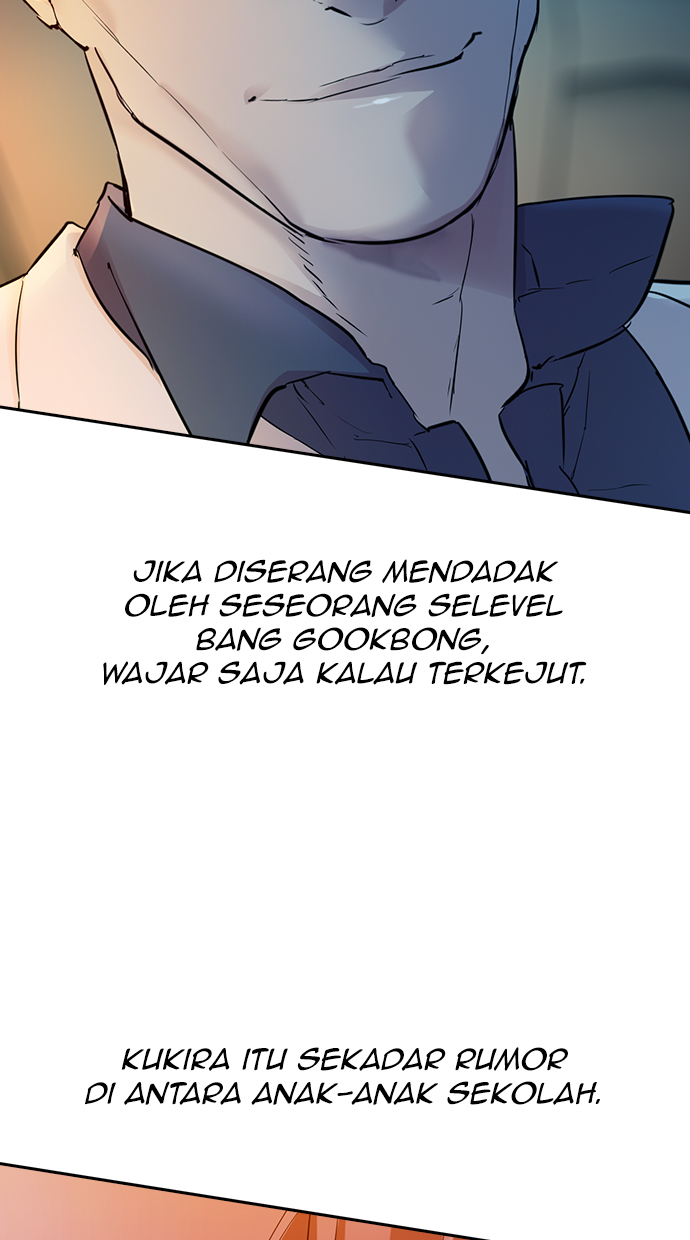 JIKA DISERANG MENDADAK
OLEH SESEORANG SELEVEL
BANG GOOKBONG,
WAJAR SAJA KALAU TERKEJUT.
KUKIRA ITU SEKADAR RUMOR
DI ANTARA ANAK-ANAK SEKOLAH.